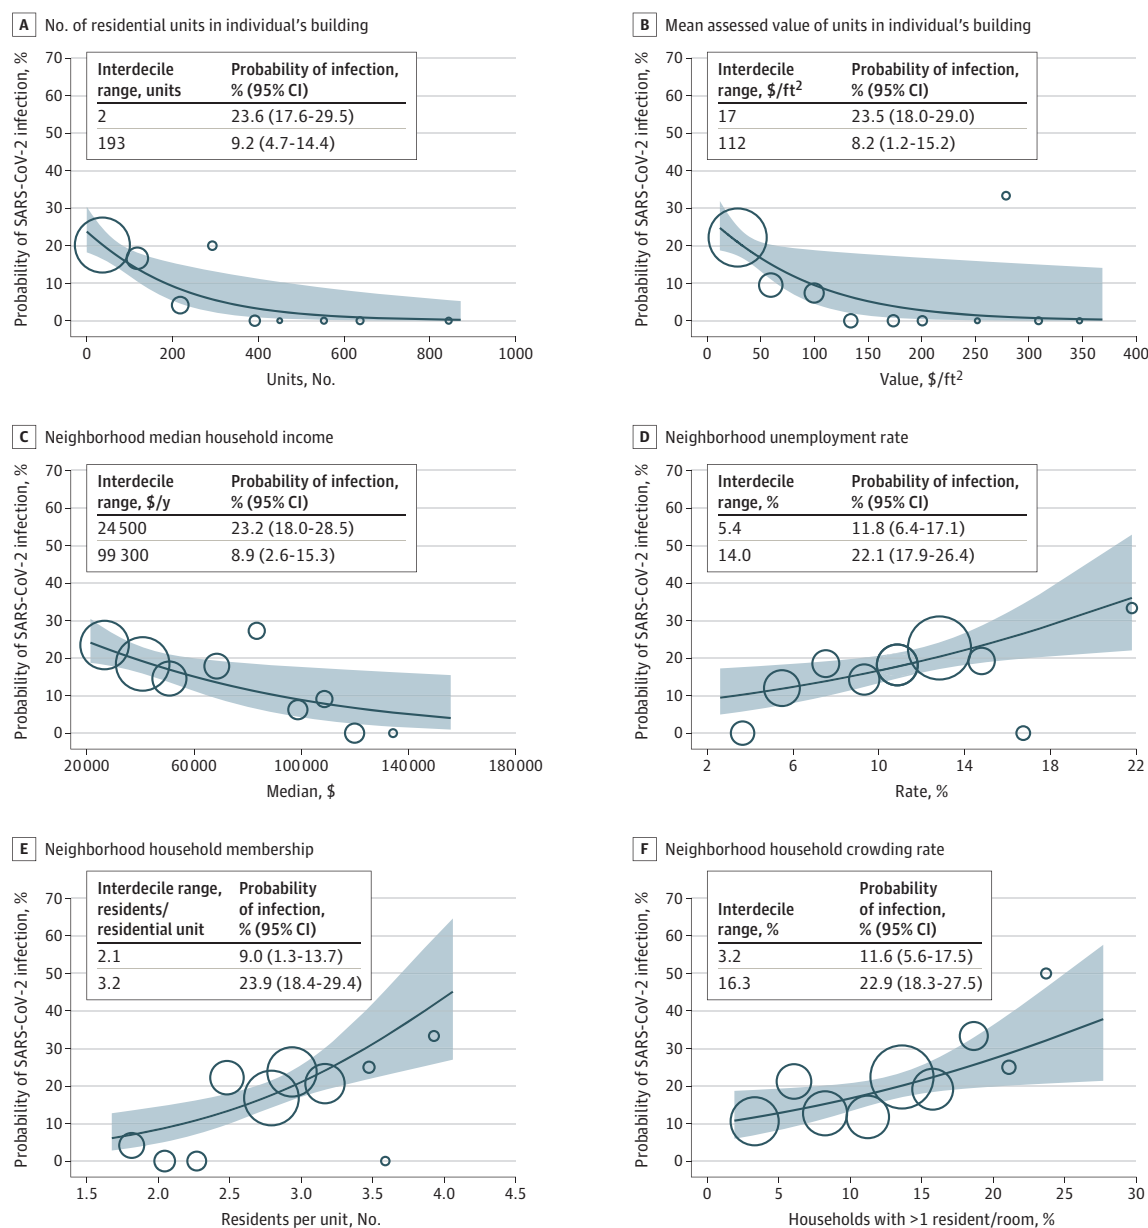 A No. of residential units in individual's building
Probability of SARS-CoV-2 infection, %
70
60
50
40
30
20
10
0
Interdecile range, units
Probability of infection, % (95% CI)
2 23.6 (17.6-29.5)
193 9.2 (4.7-14.4)
0 200 400 600 800 1000
Units, No.
B Mean assessed value of units in individual's building
Probability of SARS-CoV-2 infection, %
70
60
50
40
30
20
10
0
Interdecile range, $/ft2
Probability of infection, % (95% CI)
17 23.5 (18.0-29.0)
112 8.2 (1.2-15.2)
0 50 100 150 200 250 300 350 400
Value, $/ft2
C Neighborhood median household income
Probability of SARS-CoV-2 infection, %
70
60
50
40
30
20
10
0
Interdecile range, $/y
Probability of infection, % (95% CI)
24 500 23.2 (18.0-28.5)
99 300 8.9 (2.6-15.3)
20 000 60 000 100 000 140 000 180 000
Median, $
D Neighborhood unemployment rate
Probability of SARS-CoV-2 infection, %
70
60
50
40
30
20
10
0
Interdecile range, %
Probability of infection, % (95% CI)
5.4 11.8 (6.4-17.1)
14.0 22.1 (17.9-26.4)
2 6 10 14 18 22
Rate, %
E Neighborhood household membership
Probability of SARS-CoV-2 infection, %
70
60
50
40
30
20
10
0
Interdecile range, residents/ residential unit
Probability of infection, % (95% CI)
2.1 9.0 (1.3-13.7)
3.2 23.9 (18.4-29.4)
1.5 2.0 2.5 3.0 3.5 4.0 4.5
Residents per unit, No.
F Neighborhood household crowding rate
Probability of SARS-CoV-2 infection, %
70
60
50
40
30
20
10
0
Interdecile range, %
Probability of infection, % (95% CI)
3.2 11.6 (5.6-17.5)
16.3 22.9 (18.3-27.5)
0 5 10 15 20 25 30
Households with >1 resident/room, %